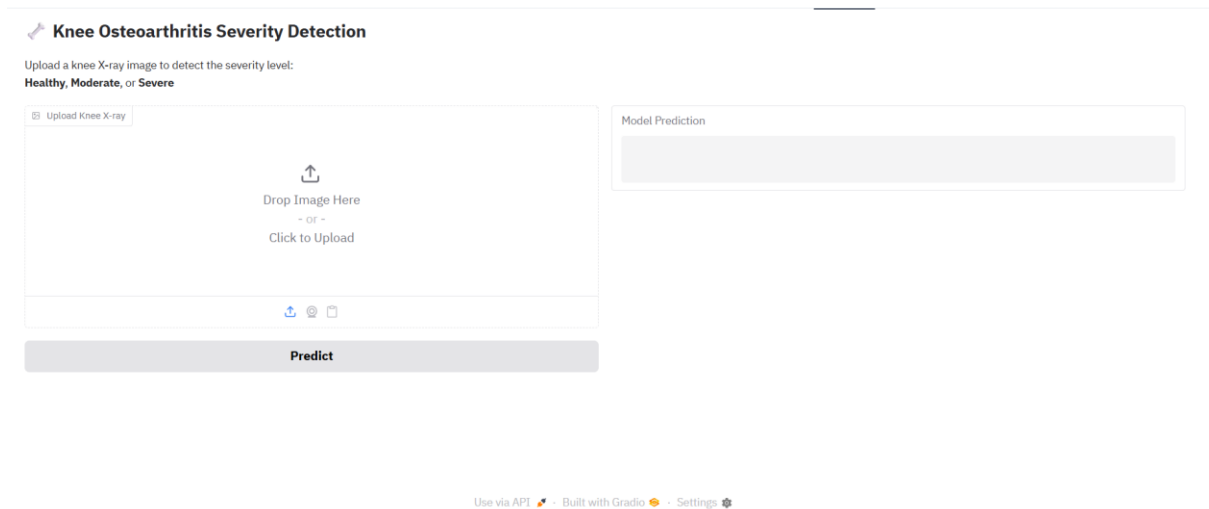 Knee Osteoarthritis Severity Detection
Upload a knee X-ray image to detect the severity level:
Healthy, Moderate, or Severe
Upload Knee X-ray
Drop Image Here
- or -
Click to Upload
Predict
Model Prediction
Use via API · Built with Gradio · Settings